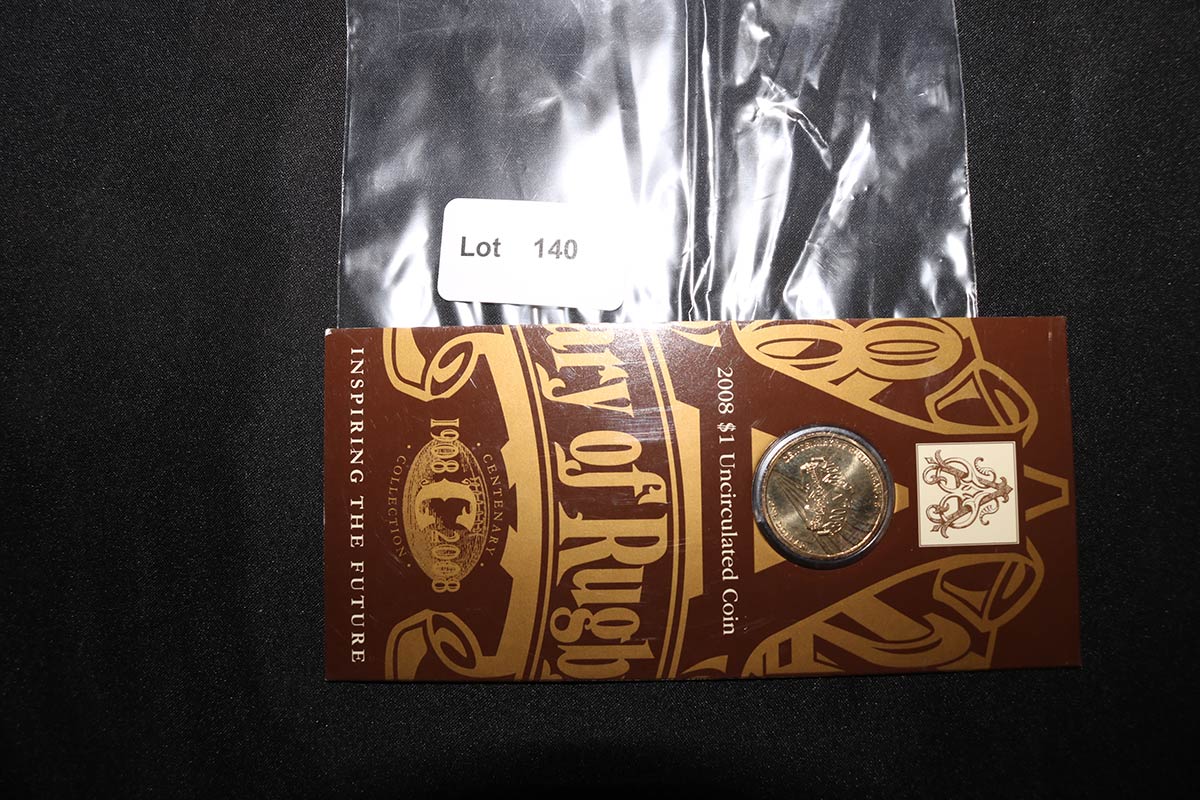 Lot 140
2008 $1 Uncirculated Coin
ury of Rugb
CENTENARY
1908 C 2008
COLLECTION
INSPIRING THE FUTURE